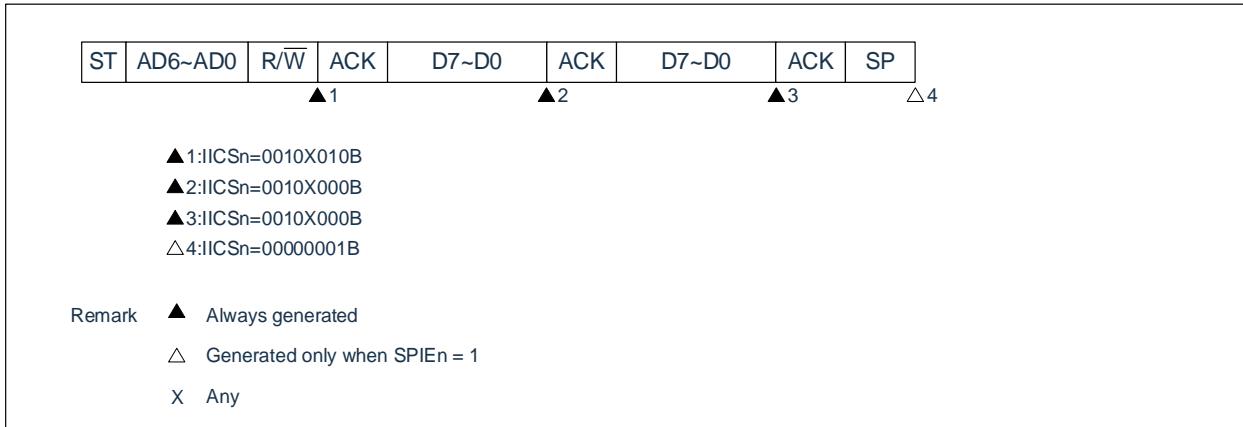 ST AD6~AD0 R/W̅ ACK D7~D0 ACK D7~D0 ACK SP
▲1 ▲2 ▲3 △4
▲1:IICSn=0010X010B
▲2:IICSn=0010X000B
▲3:IICSn=0010X000B
△4:IICSn=00000001B
Remark ▲ Always generated
△ Generated only when SPIEn = 1
X Any